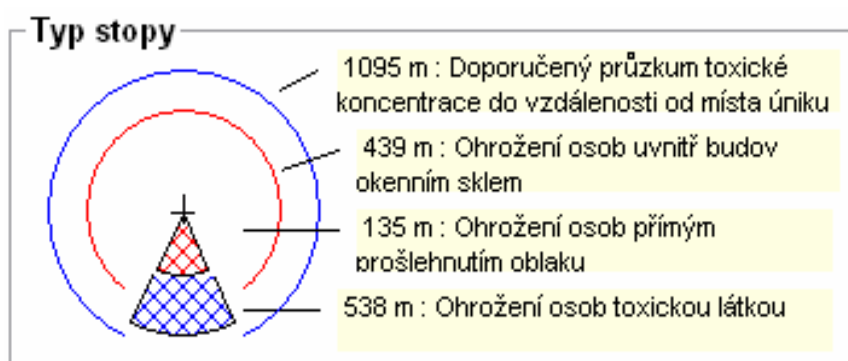 Typ stopy
1095 m : Doporučený průzkum toxické
koncentrace do vzdálenosti od místa úniku
439 m : Ohrožení osob uvnitř budov
okenním sklem
135 m : Ohrožení osob přímým
prošlehnutím oblaku
538 m : Ohrožení osob toxickou látkou